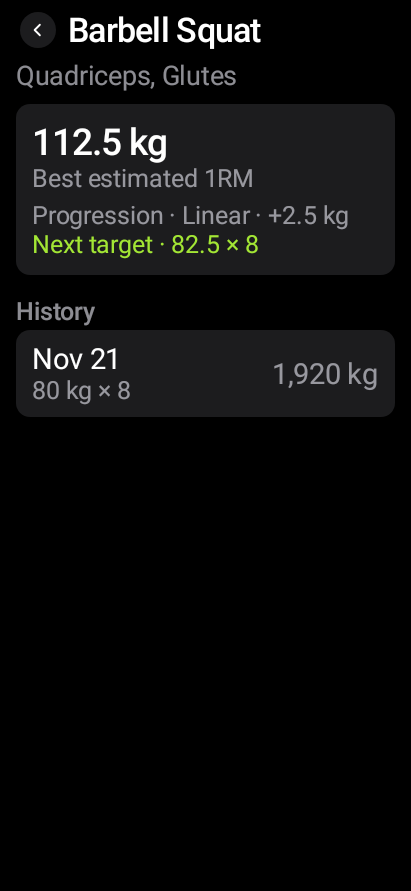 Barbell Squat
Quadriceps, Glutes
112.5 kg
Best estimated 1RM
Progression · Linear · +2.5 kg
Next target · 82.5 × 8
History
Nov 21
80 kg × 8
1,920 kg